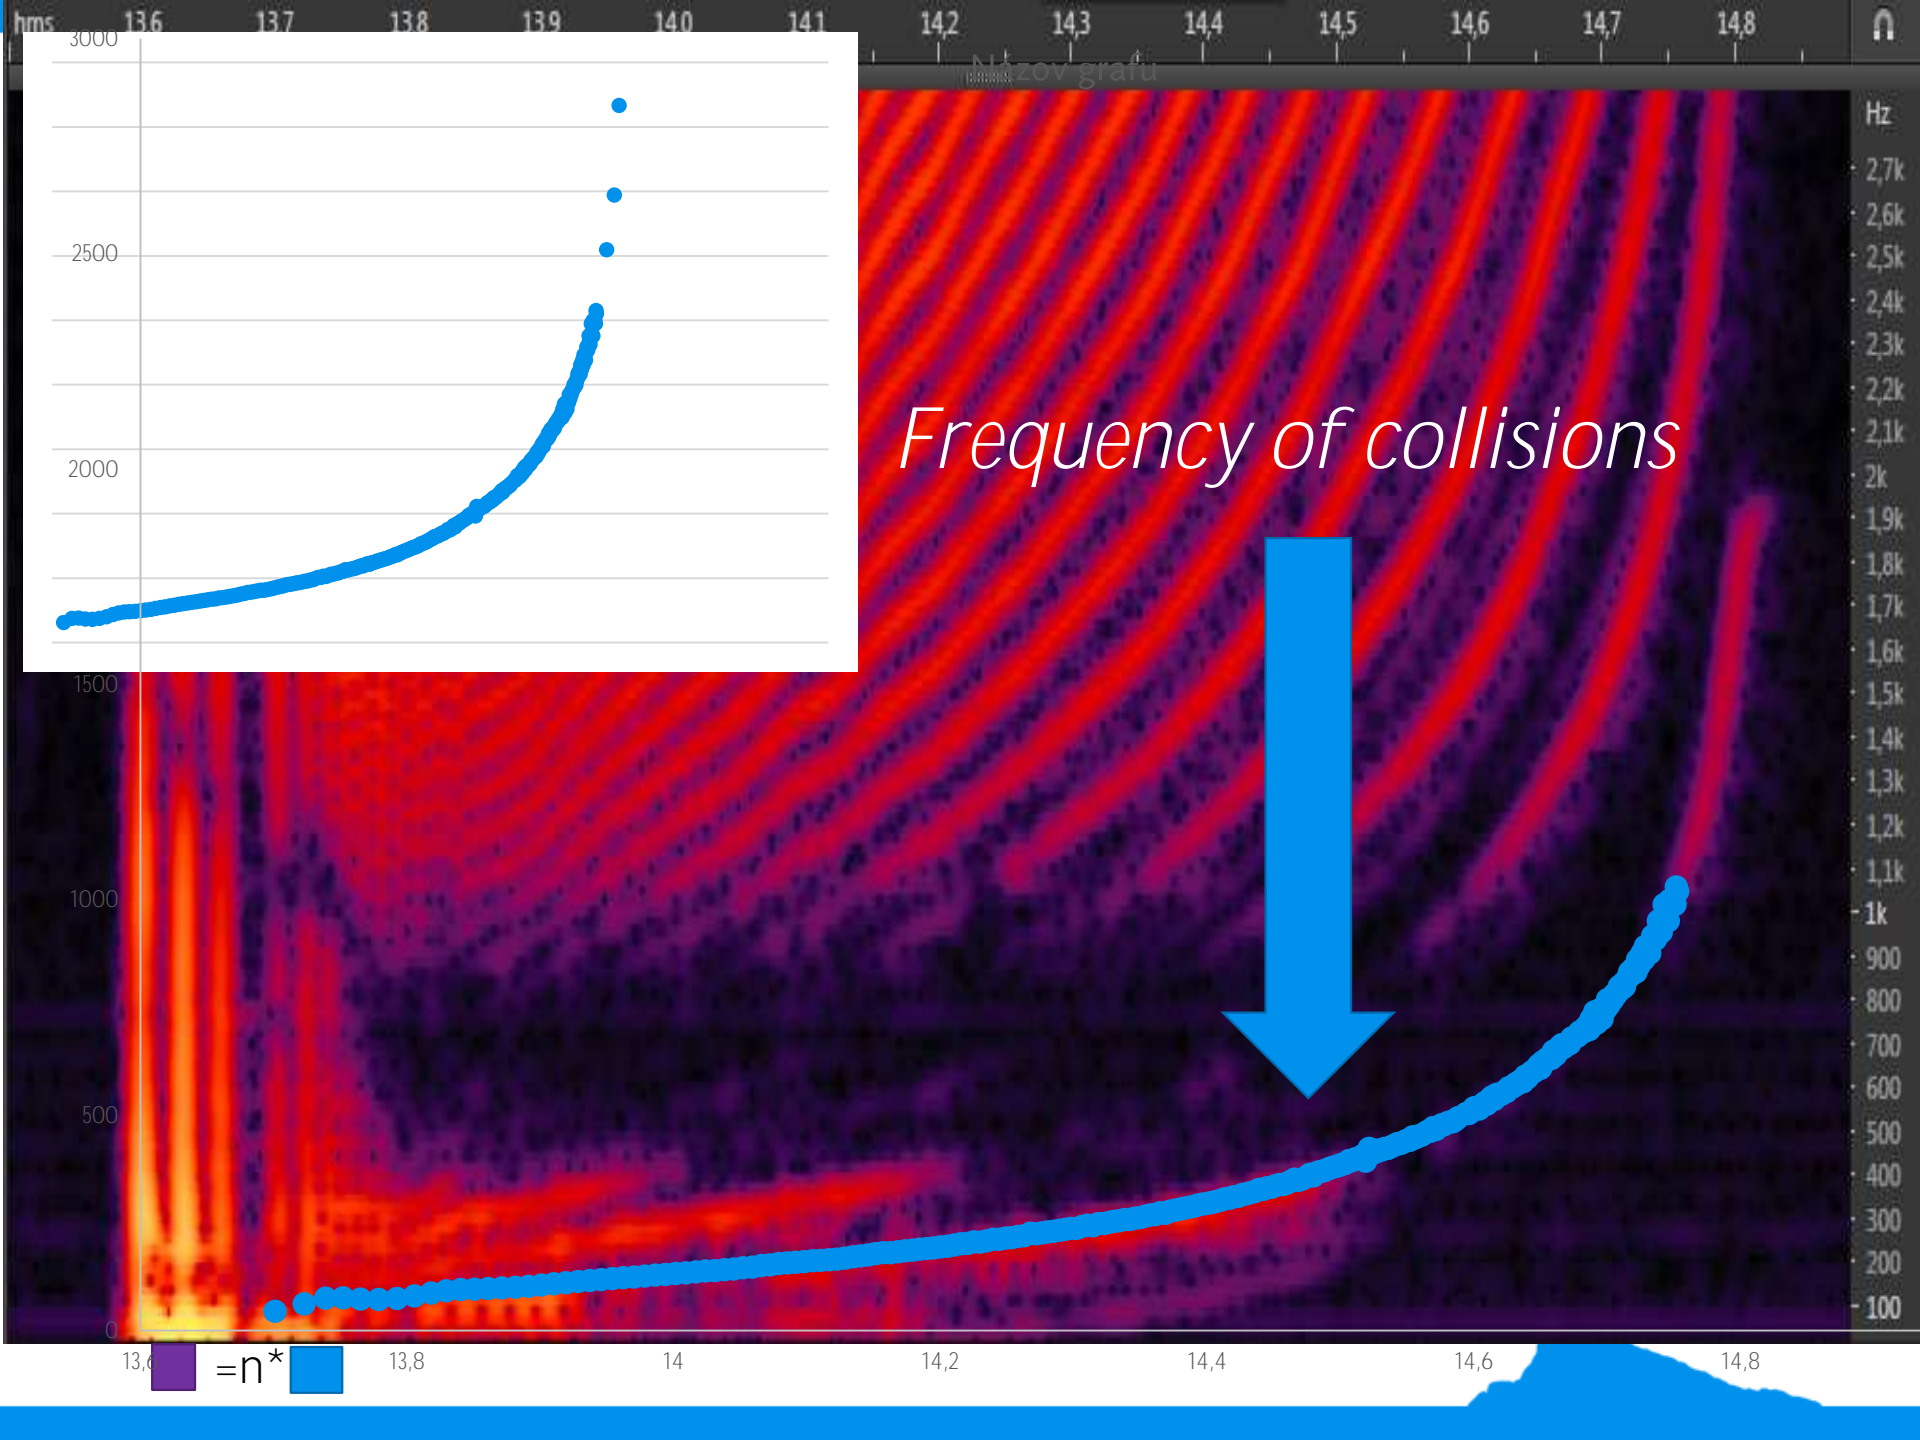 hms 13,6 13,7 13,8 13,9 14,0 14,1 14,2 14,3 14,4 14,5 14,6 14,7 14,8
3000
Názov grafu
Hz
2,7k
2,6k
2500
2,5k
2,4k
2,3k
2,2k
Frequency of collisions
2,1k
2000
2k
1,9k
1,8k
1,7k
1,6k
1500
1,5k
1,4k
1,3k
1,2k
1,1k
1000
1k
900
800
700
600
500
500
400
300
200
100
0
13,6 13,8 14 14,2 14,4 14,6 14,8
=n*